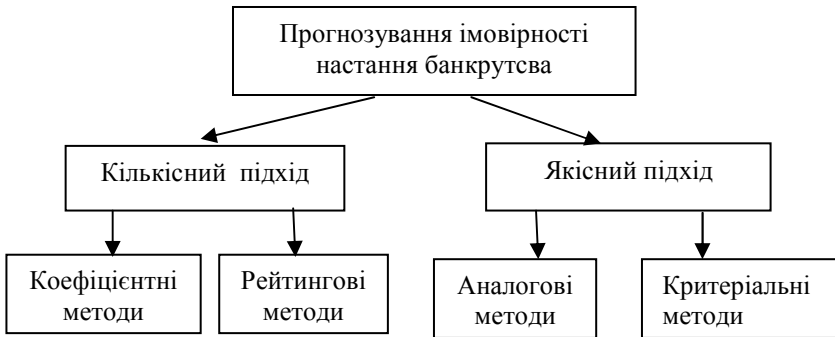 Прогнозування імовірності
настання банкрутсва
Кількісний підхід
Якісний підхід
Коефіцієнтні
методи
Рейтингові
методи
Аналогові
методи
Критеріальні
методи